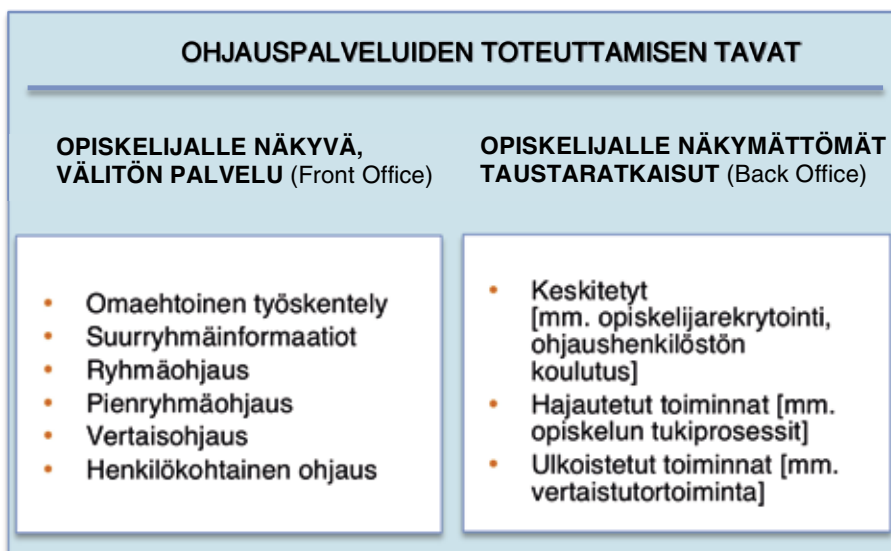 OHJAUSPALVELUIDEN TOTEUTTAMISEN TAVAT
OPISKELIJALLE NÄKYVÄ,
VÄLITÖN PALVELU (Front Office)
• Omaehtoinen työskentely
• Suurryhmäinformaatiot
• Ryhmäohjaus
• Pienryhmäohjaus
• Vertaisohjaus
• Henkilökohtainen ohjaus
OPISKELIJALLE NÄKYMÄTTÖMÄT
TAUSTARATKAISUT (Back Office)
• Keskitetyt
[mm. opiskelijarekrytointi,
ohjaushenkilöstön
koulutus]
• Hajautetut toiminnat [mm.
opiskelun tukiprosessit]
• Ulkoistetut toiminnat [mm.
vertaistutortoiminta]